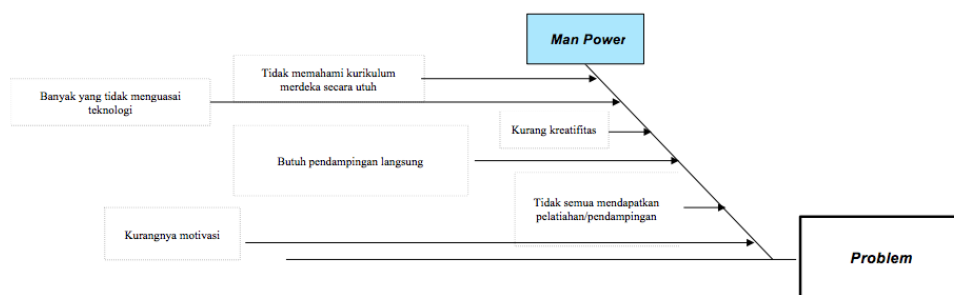 Man Power
Tidak memahami kurikulum
merdeka secara utuh
Banyak yang tidak menguasai
teknologi
Kurang kreatifitas
Butuh pendampingan langsung
Tidak semua mendapatkan
pelatiahan/pendampingan
Kurangnya motivasi
Problem